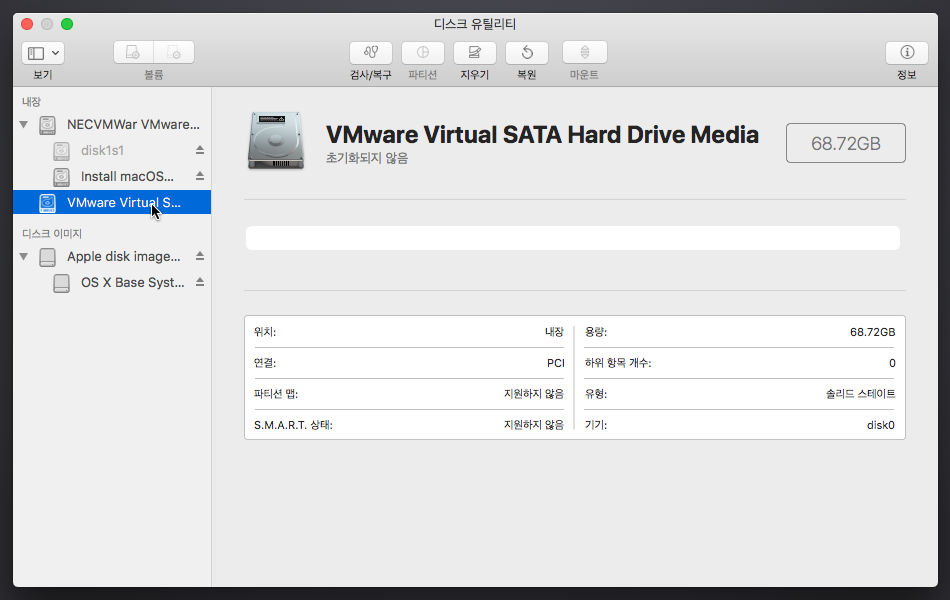 디스크 유틸리티
보기
볼륨
검사/복구
파티션
지우기
복원
마운트
정보
내장
NECVMWar VMware...
disk1s1
Install macOS...
VMware Virtual S...
디스크 이미지
Apple disk image...
OS X Base Syst...
VMware Virtual SATA Hard Drive Media
초기화되지 않음
68.72GB
위치: 내장
용량: 68.72GB
연결: PCI
하위 항목 개수: 0
파티션 맵: 지원하지 않음
유형: 솔리드 스테이트
S.M.A.R.T. 상태: 지원하지 않음
기기: disk0